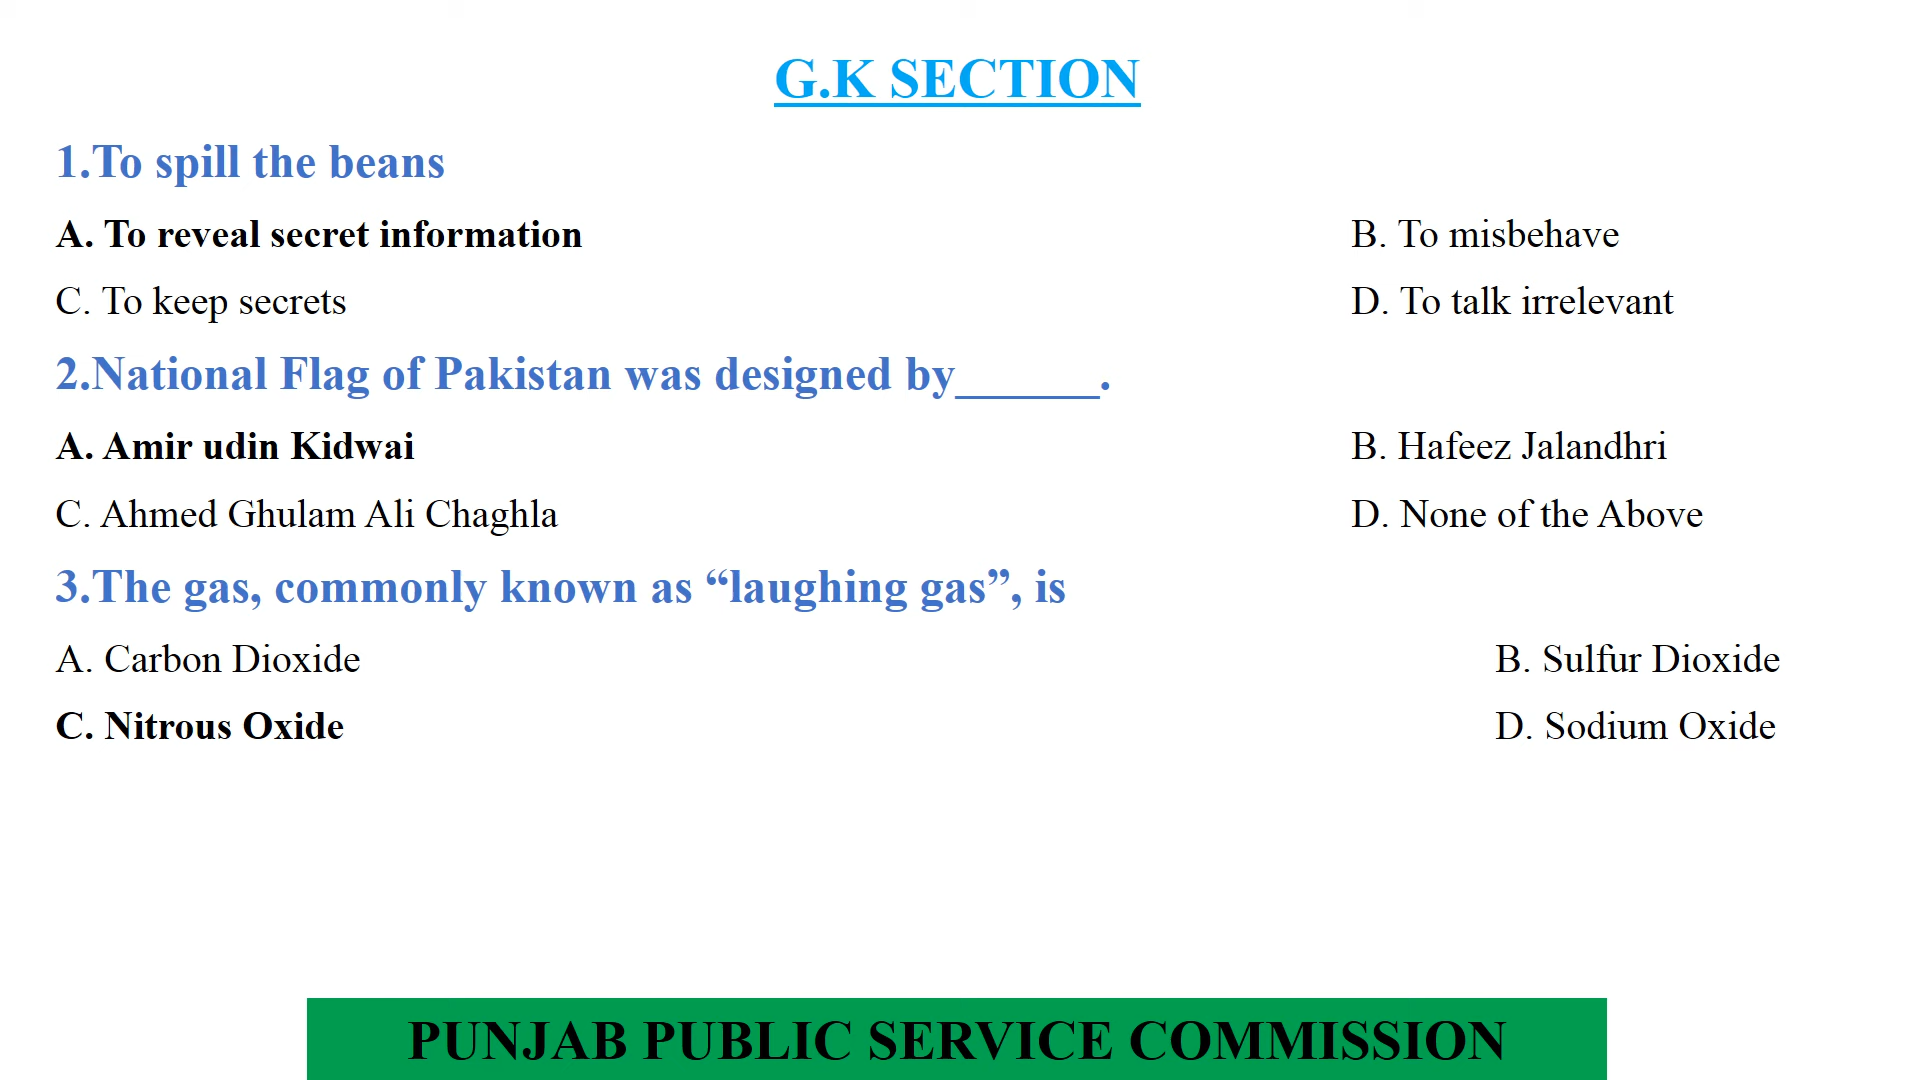 G.K SECTION
1.To spill the beans
A. To reveal secret information B. To misbehave
C. To keep secrets D. To talk irrelevant
2.National Flag of Pakistan was designed by______.
A. Amir udin Kidwai B. Hafeez Jalandhri
C. Ahmed Ghulam Ali Chaghla D. None of the Above
3.The gas, commonly known as “laughing gas”, is
A. Carbon Dioxide B. Sulfur Dioxide
C. Nitrous Oxide D. Sodium Oxide
PUNJAB PUBLIC SERVICE COMMISSION